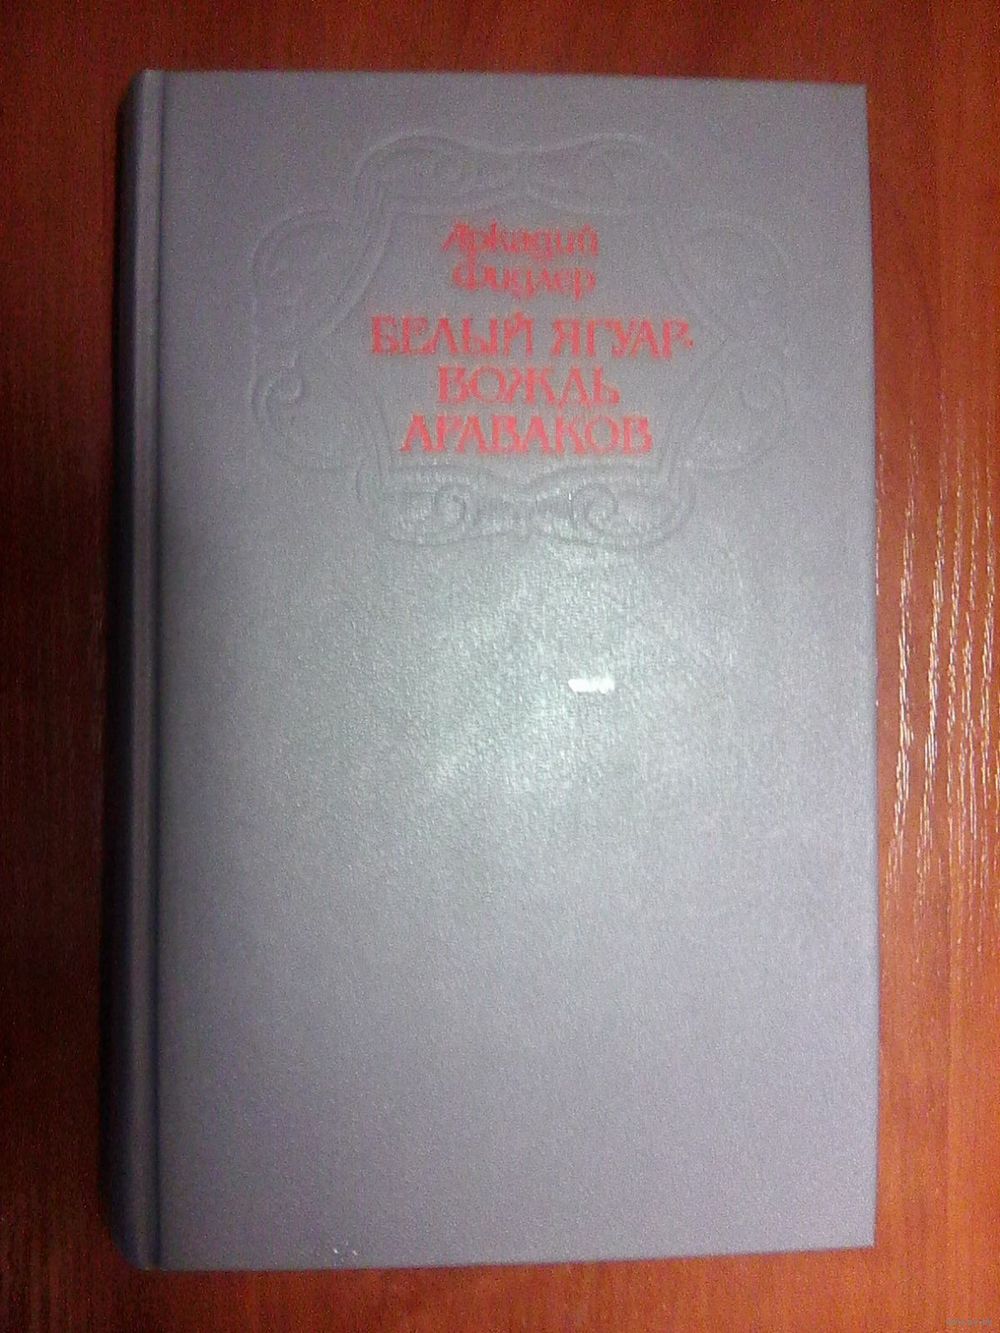 Аркадий
Фидлер
БЕЛЫЙ ЯГУАР-
ВОЖДЬ
АРАВАКОВ